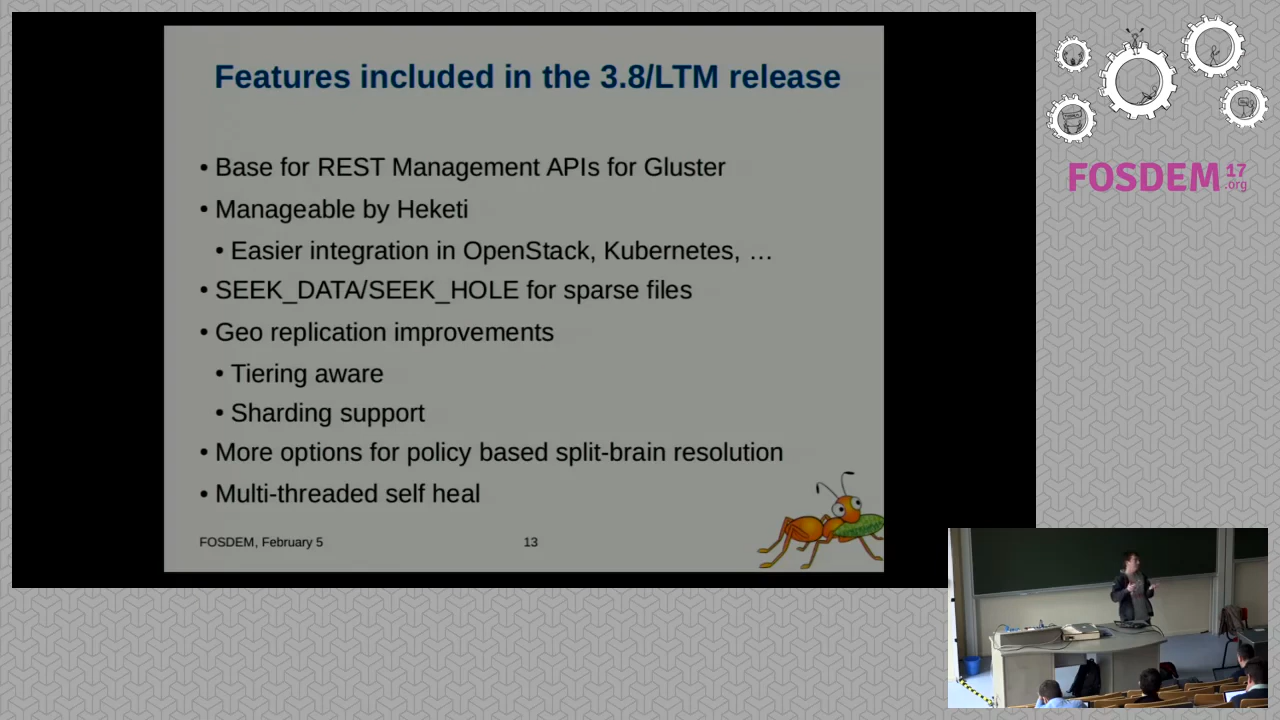 Features included in the 3.8/LTM release
• Base for REST Management APIs for Gluster
• Manageable by Heketi
• Easier integration in OpenStack, Kubernetes, …
• SEEK_DATA/SEEK_HOLE for sparse files
• Geo replication improvements
• Tiering aware
• Sharding support
• More options for policy based split-brain resolution
• Multi-threaded self heal
FOSDEM, February 5
13
FOSDEM 17
.org